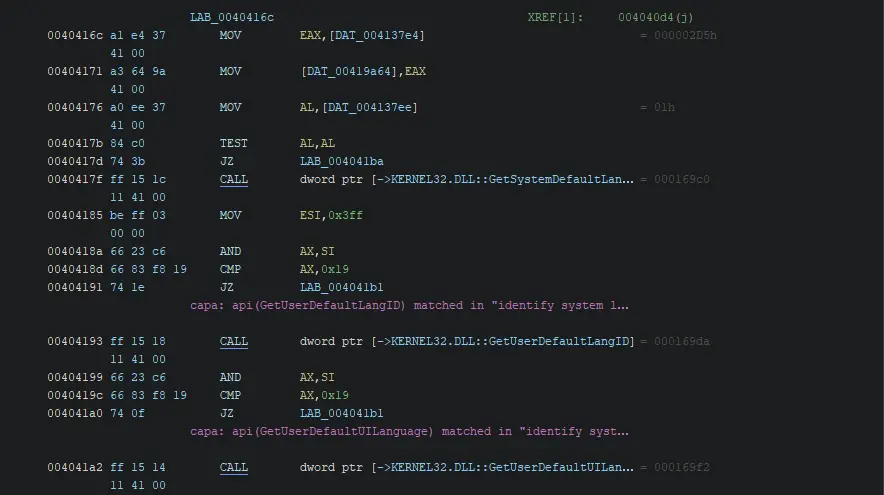 LAB_0040416c XREF[1]: 004040d4(j)
0040416c a1 e4 37 MOV EAX,[DAT_004137e4] = 000002D5h
41 00
00404171 a3 64 9a MOV [DAT_00419a64],EAX
41 00
00404176 a0 ee 37 MOV AL,[DAT_004137ee] = 01h
41 00
0040417b 84 c0 TEST AL,AL
0040417d 74 3b JZ LAB_004041ba
0040417f ff 15 1c CALL dword ptr [->KERNEL32.DLL::GetSystemDefaultLan... = 000169c0
11 41 00
00404185 be ff 03 MOV ESI,0x3ff
00 00
0040418a 66 23 c6 AND AX,SI
0040418d 66 83 f8 19 CMP AX,0x19
00404191 74 1e JZ LAB_004041b1
capa: api(GetUserDefaultLangID) matched in "identify system l...
00404193 ff 15 18 CALL dword ptr [->KERNEL32.DLL::GetUserDefaultLangID] = 000169da
11 41 00
00404199 66 23 c6 AND AX,SI
0040419c 66 83 f8 19 CMP AX,0x19
004041a0 74 0f JZ LAB_004041b1
capa: api(GetUserDefaultUILanguage) matched in "identify syst...
004041a2 ff 15 14 CALL dword ptr [->KERNEL32.DLL::GetUserDefaultUILan... = 000169f2
11 41 00